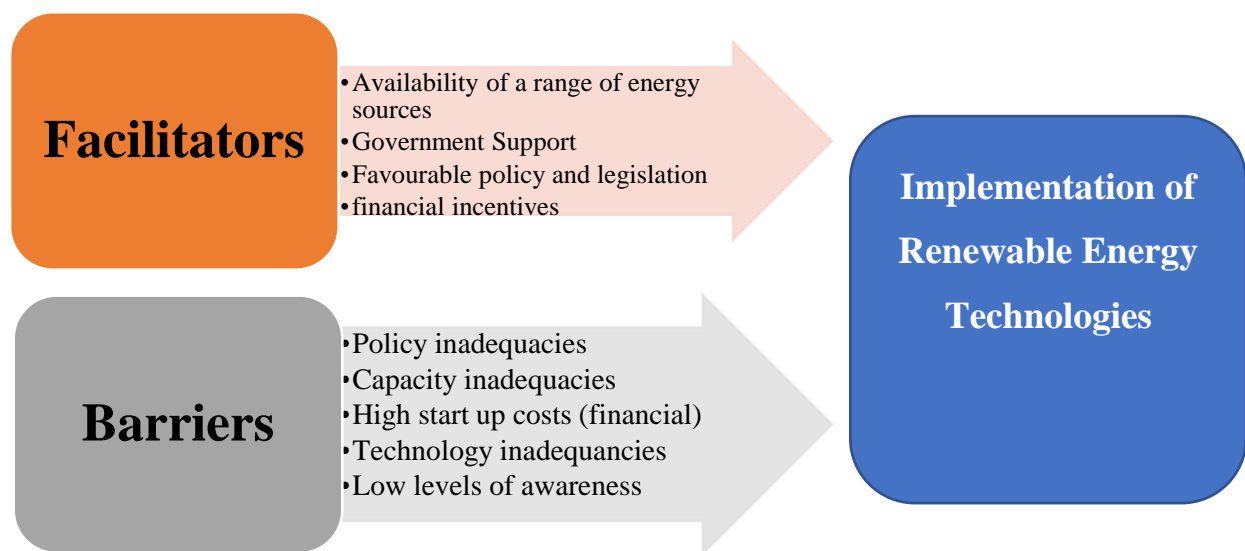 Facilitators
•Availability of a range of energy
sources
•Government Support
•Favourable policy and legislation
•financial incentives
Barriers
•Policy inadequacies
•Capacity inadequacies
•High start up costs (financial)
•Technology inadequancies
•Low levels of awareness
Implementation of
Renewable Energy
Technologies